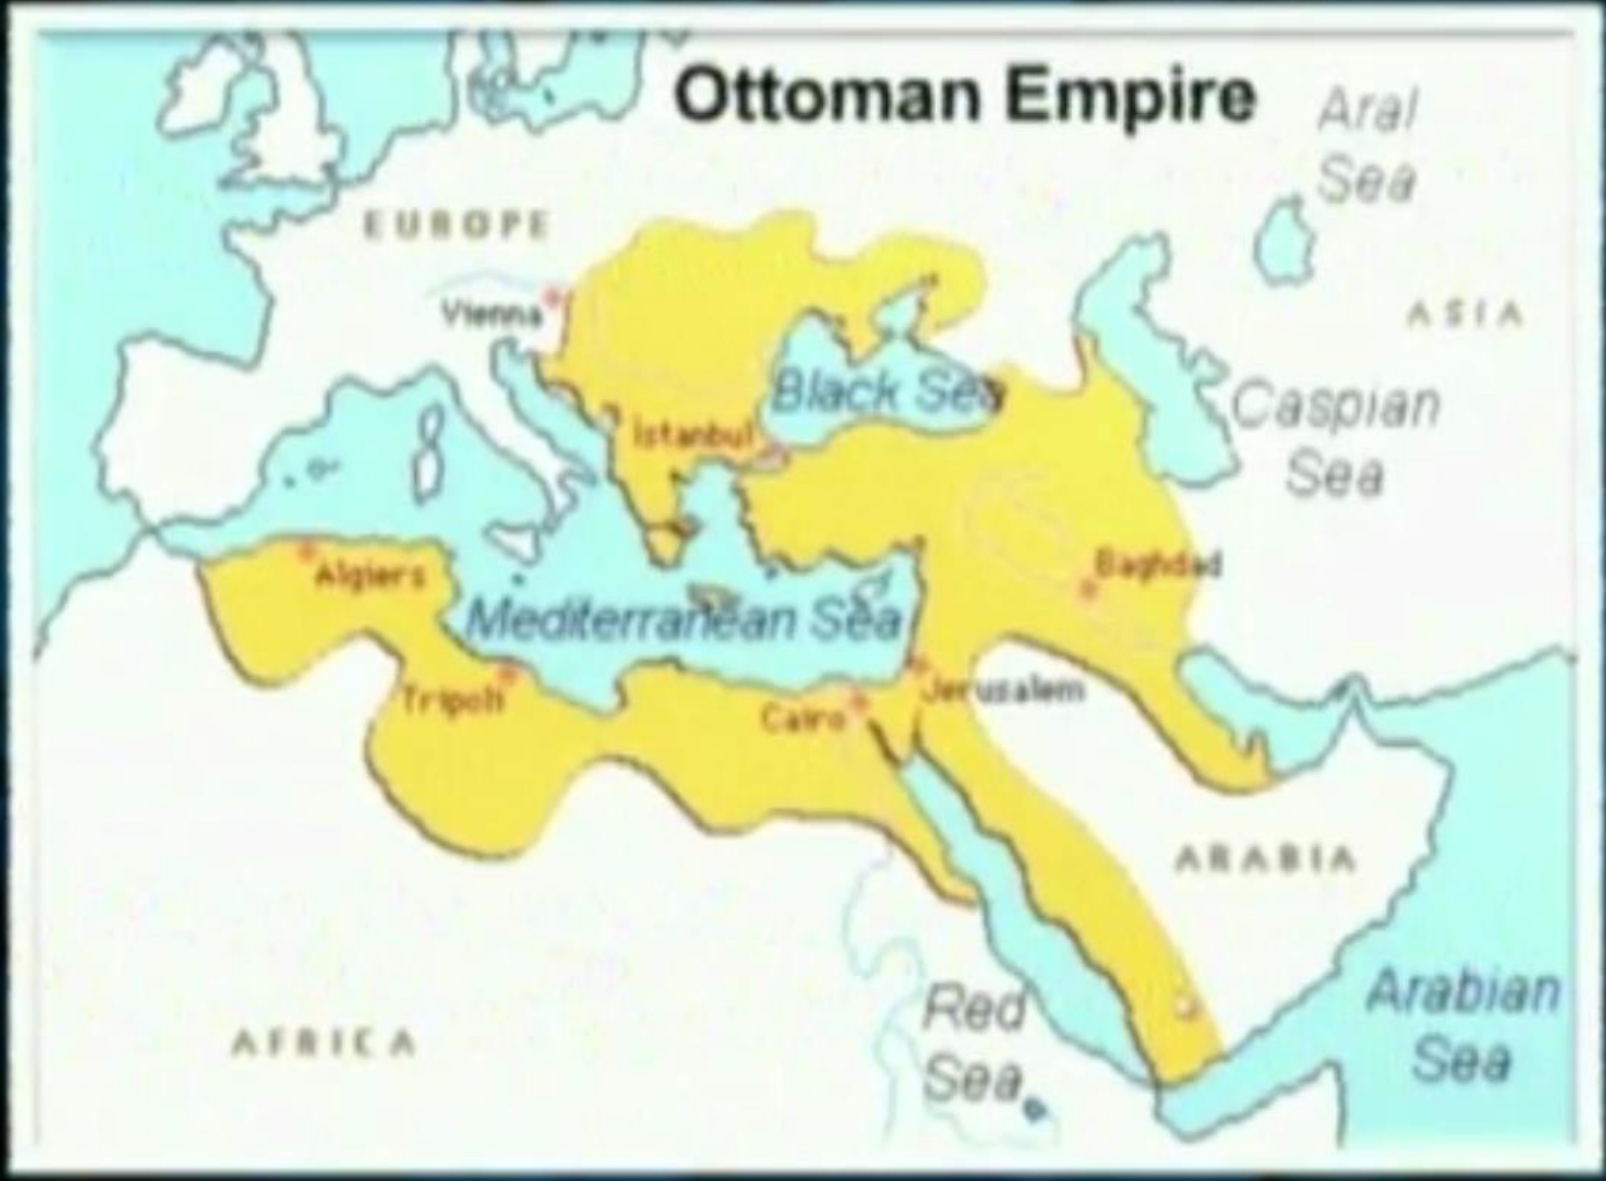 Ottoman Empire
Aral
Sea
EUROPE
Vienna
ASIA
Black Sea
Caspian
Sea
Istanbul
Baghdad
Algiers
Mediterranean Sea
Jerusalem
Tripoli
Cairo
ARABIA
Red
Sea
Arabian
Sea
AFRICA